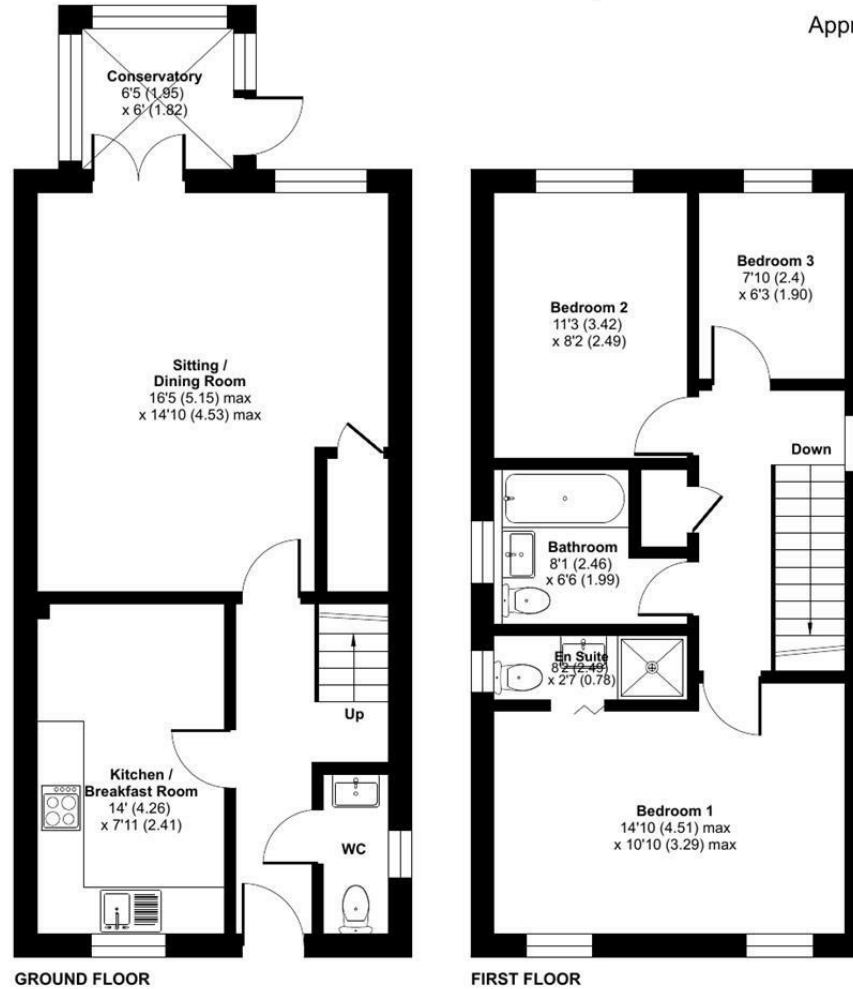 Appr
Conservatory
6'5 (1.95)
x 6' (1.82)
Sitting /
Dining Room
16'5 (5.15) max
x 14'10 (4.53) max
Up
Kitchen /
Breakfast Room
14' (4.26)
x 7'11 (2.41)
WC
GROUND FLOOR
Bedroom 3
7'10 (2.4)
x 6'3 (1.90)
Bedroom 2
11'3 (3.42)
x 8'2 (2.49)
Down
Bathroom
8'1 (2.46)
x 6'6 (1.99)
En Suite
8'2 (2.49)
x 2'7 (0.78)
Bedroom 1
14'10 (4.51) max
x 10'10 (3.29) max
FIRST FLOOR